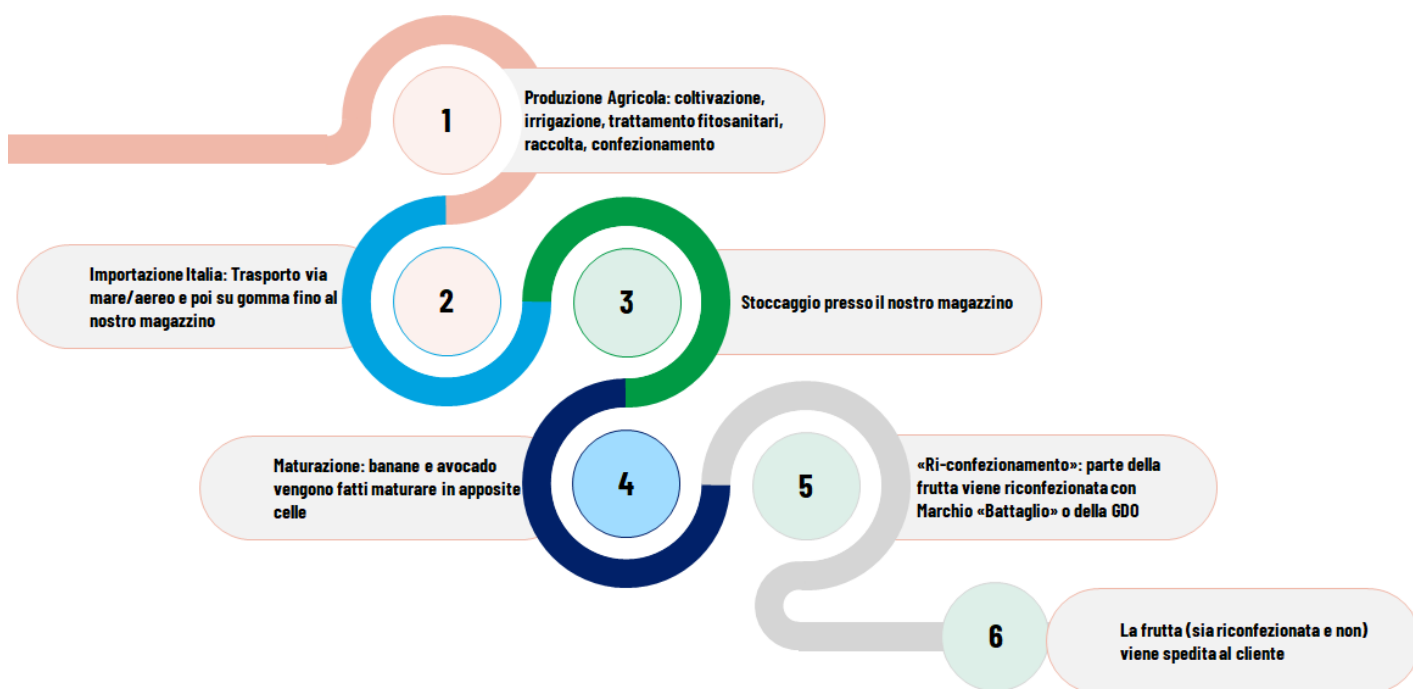 1
Produzione Agricola: coltivazione,
irrigazione, trattamento fitosanitari,
raccolta, confezionamento
Importazione Italia: Trasporto via
mare/aereo e poi su gomma fino al
nostro magazzino
2
3
Stoccaggio presso il nostro magazzino
Maturazione: banane e avocado
vengono fatti maturare in apposite
celle
4
5
«Ri-confezionamento»: parte della
frutta viene riconfezionata con
Marchio «Battaglio» o della GDO
6
La frutta (sia riconfezionata e non)
viene spedita al cliente